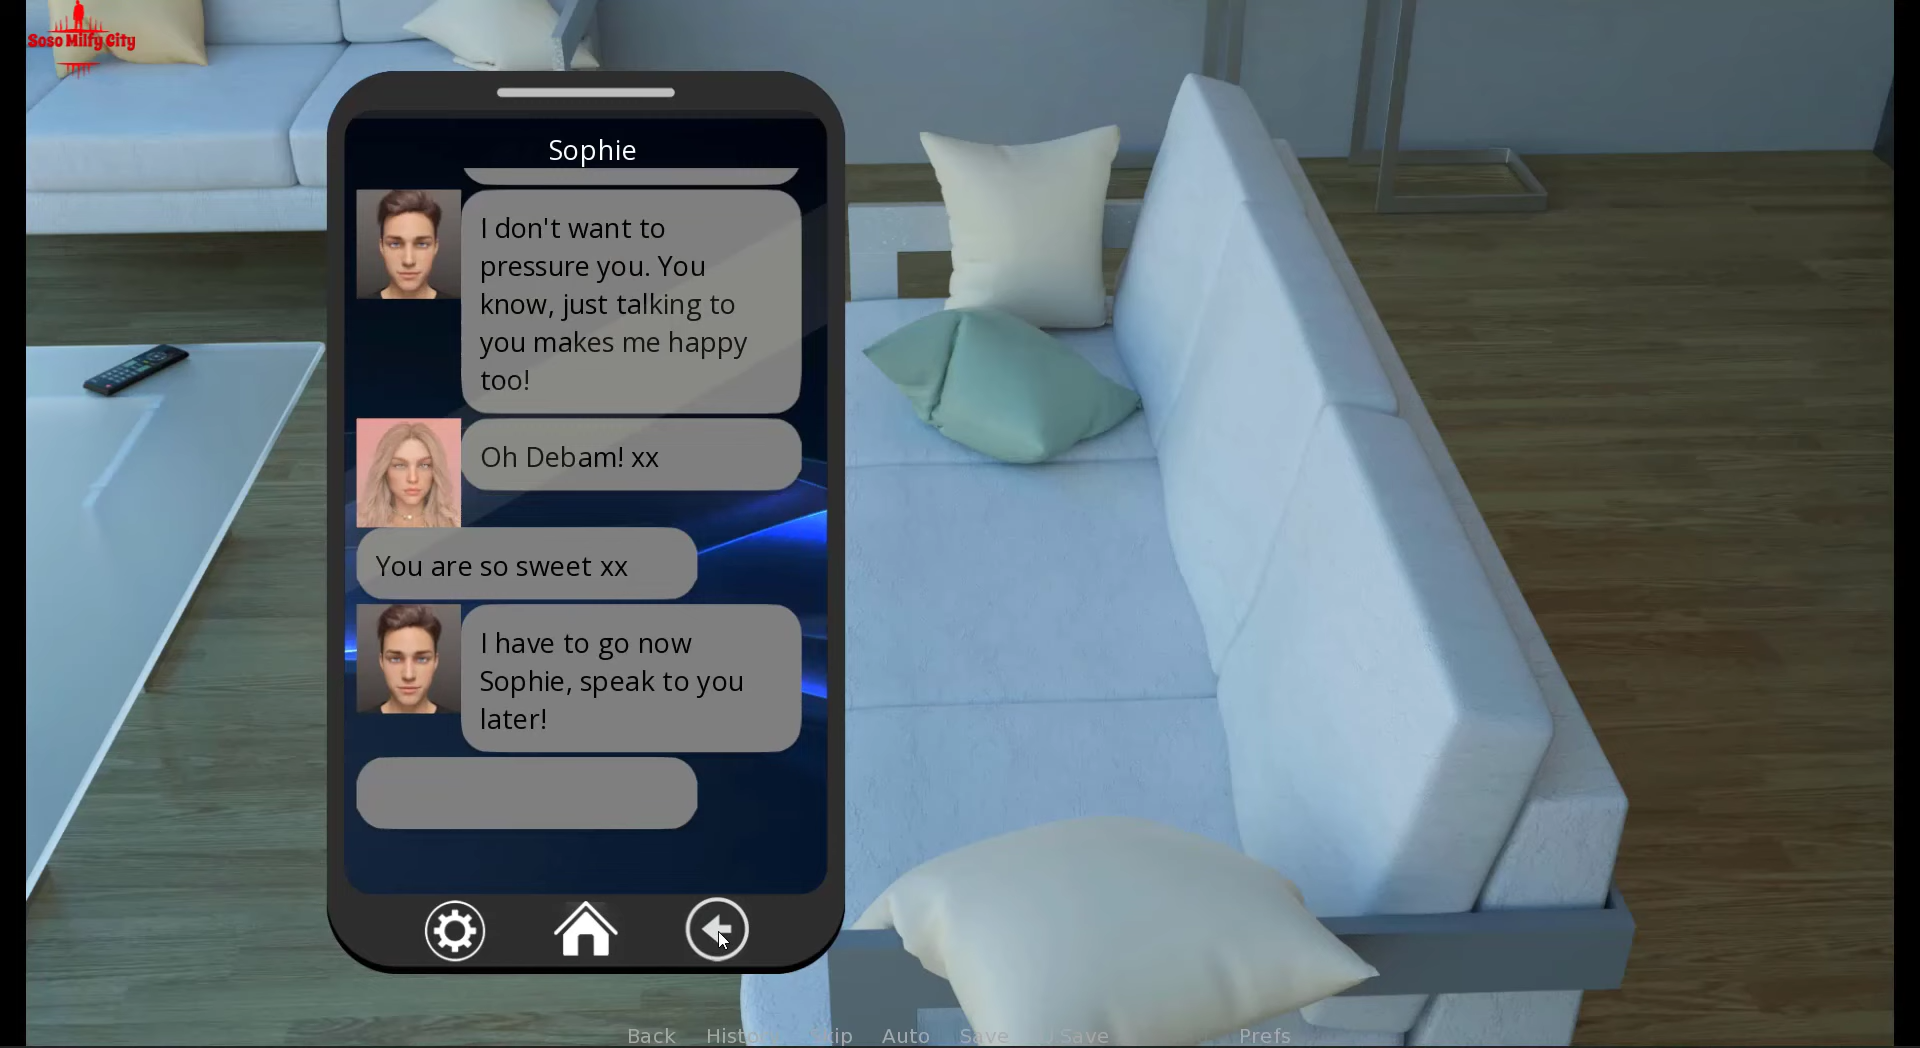 Soso Milfy City
Sophie
I don't want to
pressure you. You
know, just talking to
you makes me happy
too!
Oh Debam! xx
You are so sweet xx
I have to go now
Sophie, speak to you
later!
Back Auto Save Save Prefs